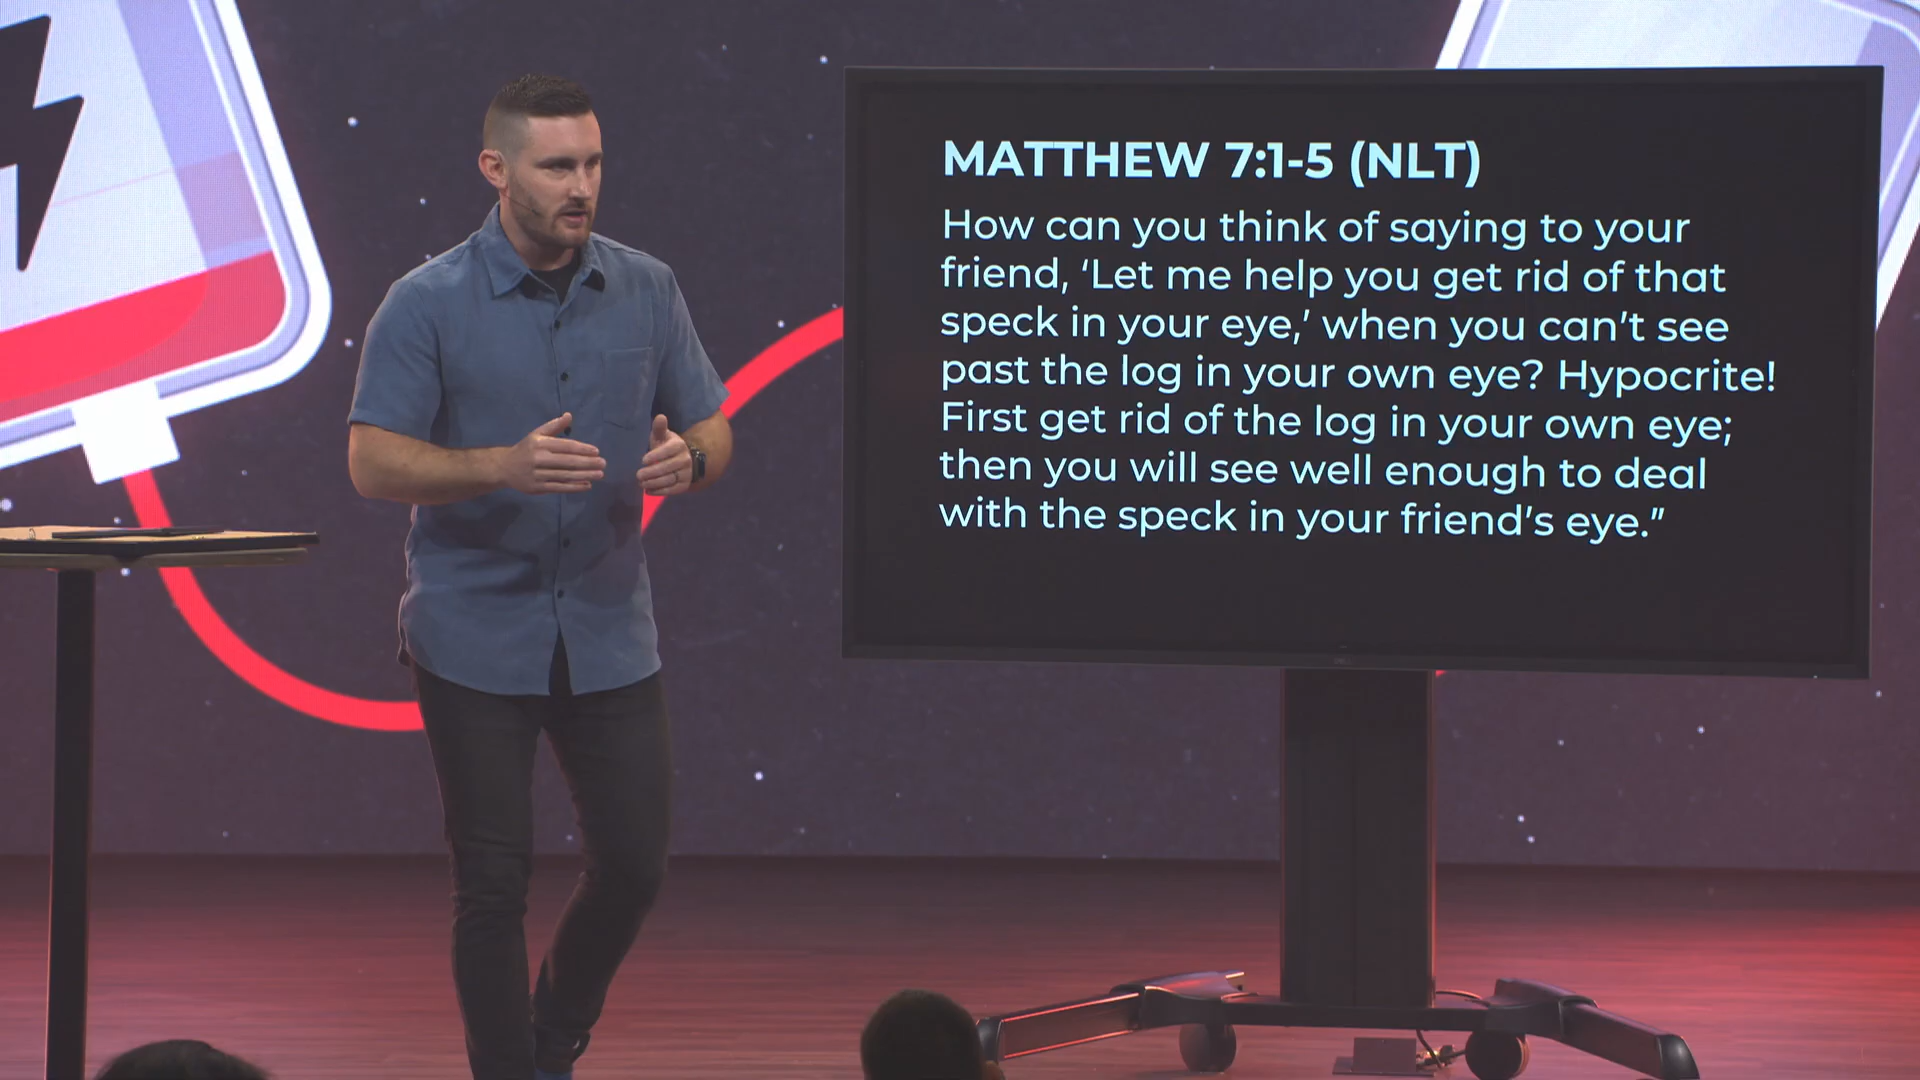 MATTHEW 7:1-5 (NLT)
How can you think of saying to your
friend, ‘Let me help you get rid of that
speck in your eye,’ when you can’t see
past the log in your own eye? Hypocrite!
First get rid of the log in your own eye;
then you will see well enough to deal
with the speck in your friend’s eye.”